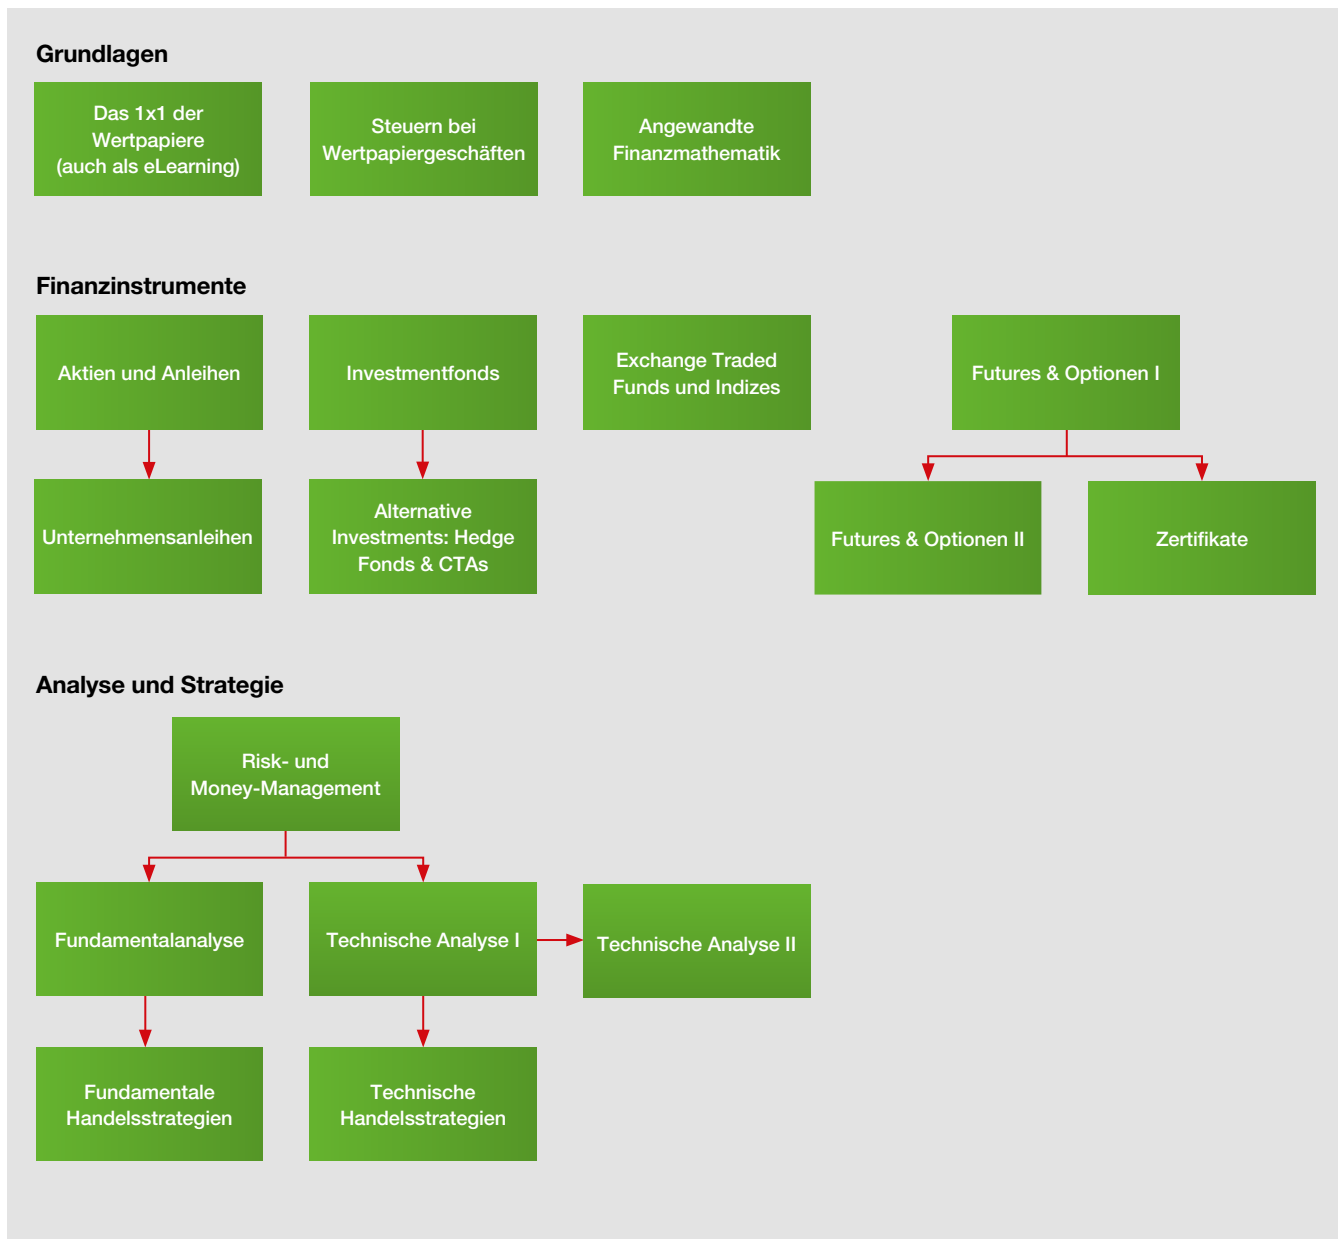 Grundlagen
Das 1x1 der
Wertpapiere
(auch als eLearning)
Steuern bei
Wertpapiergeschäften
Angewandte
Finanzmathematik
Finanzinstrumente
Aktien und Anleihen
Investmentfonds
Exchange Traded
Funds und Indizes
Futures & Optionen I
Unternehmensanleihen
Alternative
Investments: Hedge
Fonds & CTAs
Futures & Optionen II
Zertifikate
Analyse und Strategie
Risk- und
Money-Management
Fundamentalanalyse
Technische Analyse I
Technische Analyse II
Fundamentale
Handelsstrategien
Technische
Handelsstrategien